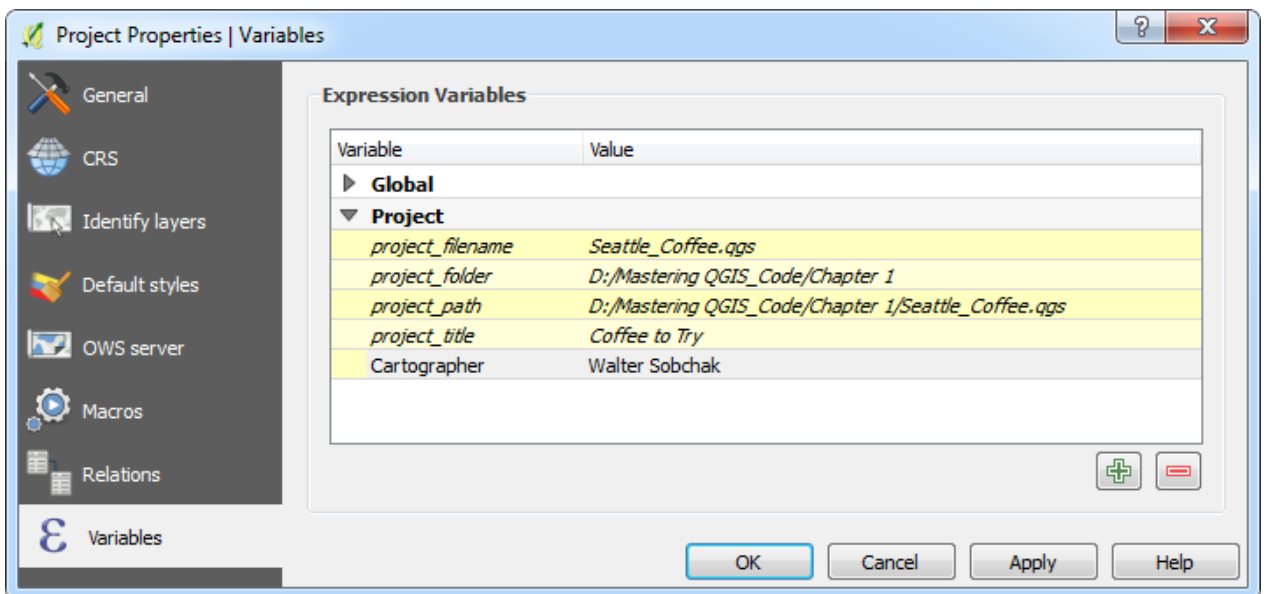 Project Properties | Variables
General
CRS
Identify layers
Default styles
OWS server
Macros
Relations
Variables
Expression Variables
Variable Value
Global
Project
project_filename Seattle_Coffee.qgs
project_folder D:/Mastering QGIS_Code/Chapter 1
project_path D:/Mastering QGIS_Code/Chapter 1/Seattle_Coffee.qgs
project_title Coffee to Try
Cartographer Walter Sobchak
OK Cancel Apply Help